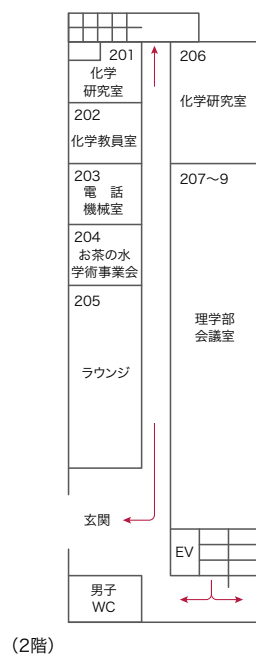 201
化学
研究室
202
化学教員室
203
電　話
機械室
204
お茶の水
学術事業会
205
ラウンジ
玄関
男子
WC
206
化学研究室
207〜9
理学部
会議室
EV
（2階）